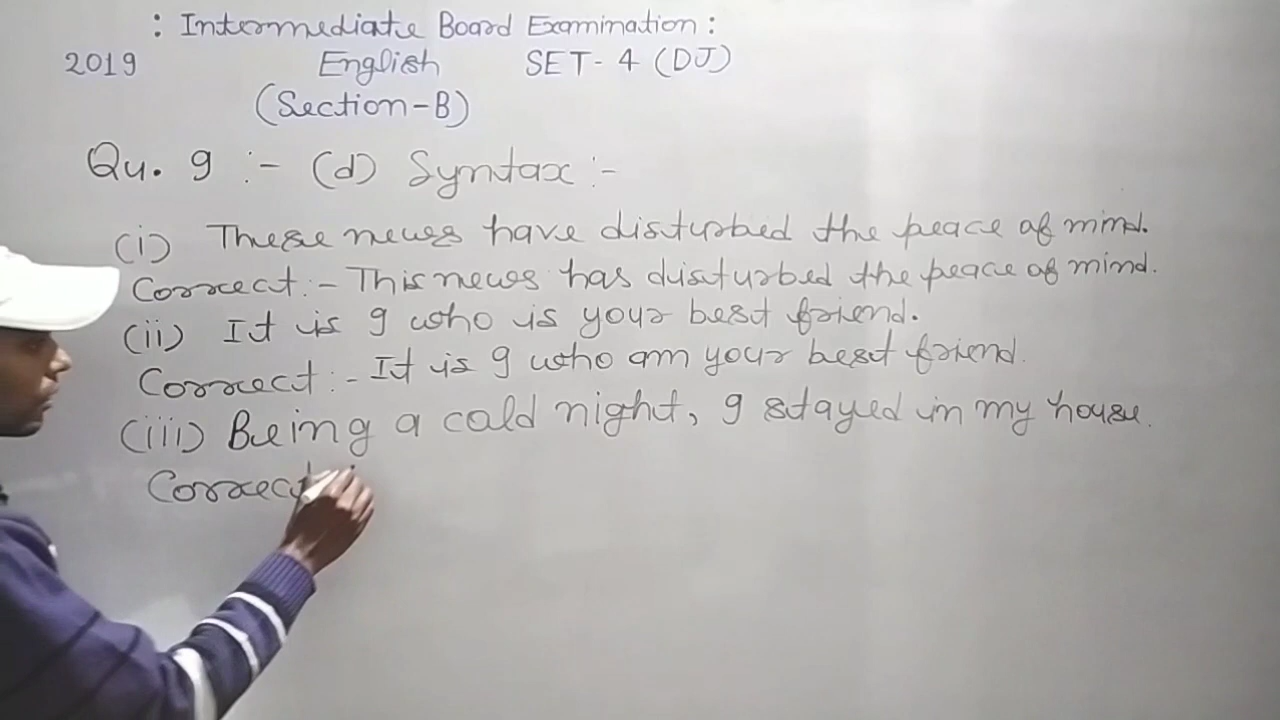 : Intermediate Board Examination :
2019 English SET - 4 (DJ)
(Section-B)
Qu. 9 :- (d) Syntax :-
(i) These news have disturbed the peace of mind.
Correct :- This news has disturbed the peace of mind.
(ii) It is I who is your best friend.
Correct :- It is I who am your best friend.
(iii) Being a cold night, I stayed in my house.
Correct